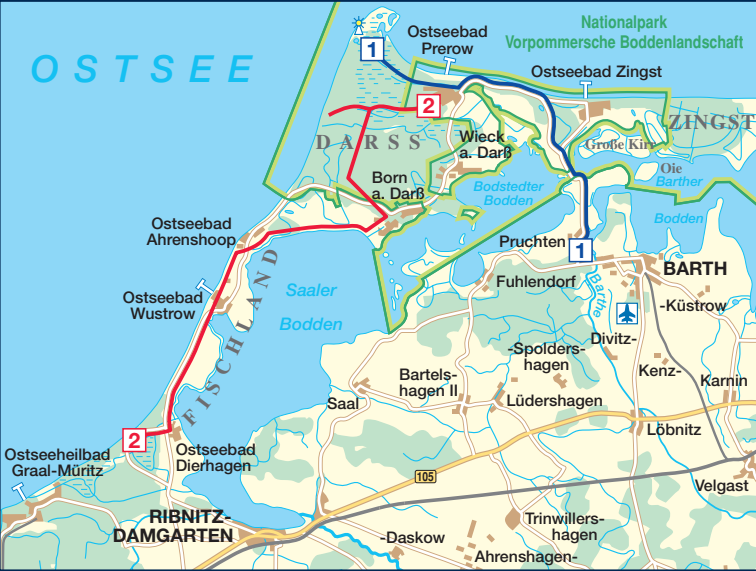 Nationalpark
Vorpommersche Boddenlandschaft
OSTSEE
1
Ostseebad
Prerow
Ostseebad Zingst
2
ZINGST
DARSS
Wieck
a. Darß
Große Kirr
Oie
Barther
Bodden
Born
a. Darß
Bodstedter
Bodden
Ostseebad
Ahrenshoop
Pruchten
1
BARTH
Fuhlendorf
Barthe
-Küstrow
Saaler
Bodden
Ostseebad
Wustrow
FISCHLAND
Divitz-
-Spolders-
hagen
Kenz-
Karnin
Bartels-
hagen II
Saal
Lüdershagen
Löbnitz
2
Ostseebad
Dierhagen
Ostseeheilbad
Graal-Müritz
105
Velgast
RIBNITZ-
DAMGARTEN
Trinwillers-
hagen
-Daskow
Ahrenshagen-